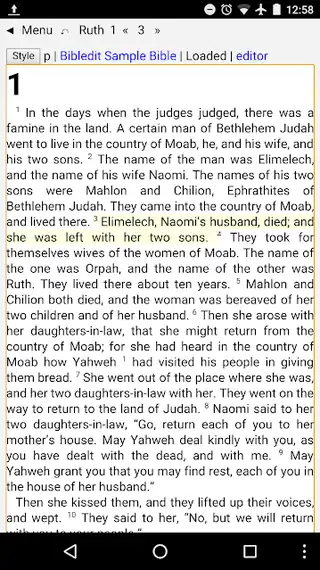 12:58
◄ Menu Ruth 1 « 3 »
Style p | Bibledit Sample Bible | Loaded | editor
1
1 In the days when the judges judged, there was a
famine in the land. A certain man of Bethlehem Judah
went to live in the country of Moab, he, and his wife, and
his two sons. 2 The name of the man was Elimelech,
and the name of his wife Naomi. The names of his two
sons were Mahlon and Chilion, Ephrathites of
Bethlehem Judah. They came into the country of Moab,
and lived there. 3 Elimelech, Naomi’s husband, died; and
she was left with her two sons. 4 They took for
themselves wives of the women of Moab. The name of
the one was Orpah, and the name of the other was
Ruth. They lived there about ten years. 5 Mahlon and
Chilion both died, and the woman was bereaved of her
two children and of her husband. 6 Then she arose with
her daughters-in-law, that she might return from the
country of Moab; for she had heard in the country of
Moab how Yahweh 1 had visited his people in giving
them bread. 7 She went out of the place where she was,
and her two daughters-in-law with her. They went on the
way to return to the land of Judah. 8 Naomi said to her
two daughters-in-law, “Go, return each of you to her
mother’s house. May Yahweh deal kindly with you, as
you have dealt with the dead, and with me. 9 May
Yahweh grant you that you may find rest, each of you in
the house of her husband.”
Then she kissed them, and they lifted up their voices,
and wept. 10 They said to her, “No, but we will return
with you to your people.”